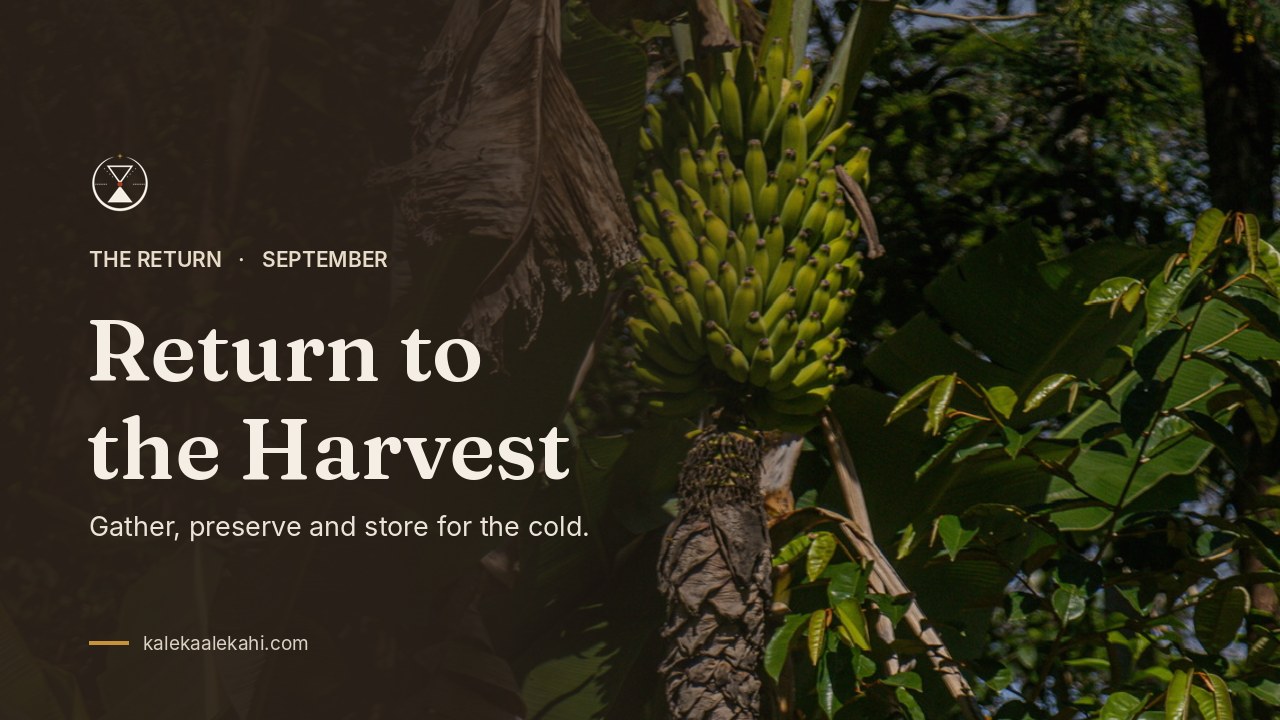 THE RETURN · SEPTEMBER
Return to
the Harvest
Gather, preserve and store for the cold.
kalekaalekahi.com